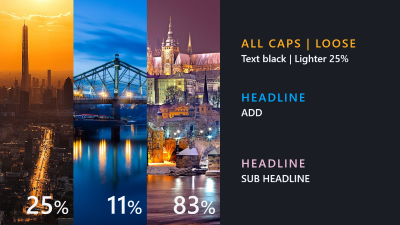 ALL CAPS | LOOSE
Text black | Lighter 25%
HEADLINE
ADD
HEADLINE
SUB HEADLINE
25%
11%
83%